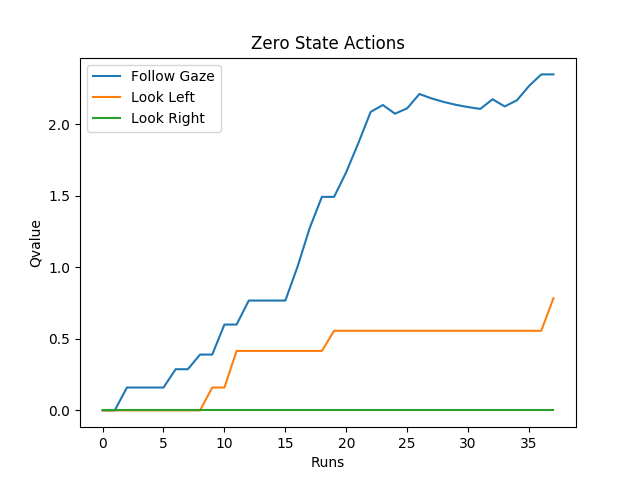 Zero State Actions
Follow Gaze
Look Left
Look Right
2.0
1.5
1.0
0.5
0.0
Qvalue
0 5 10 15 20 25 30 35
Runs